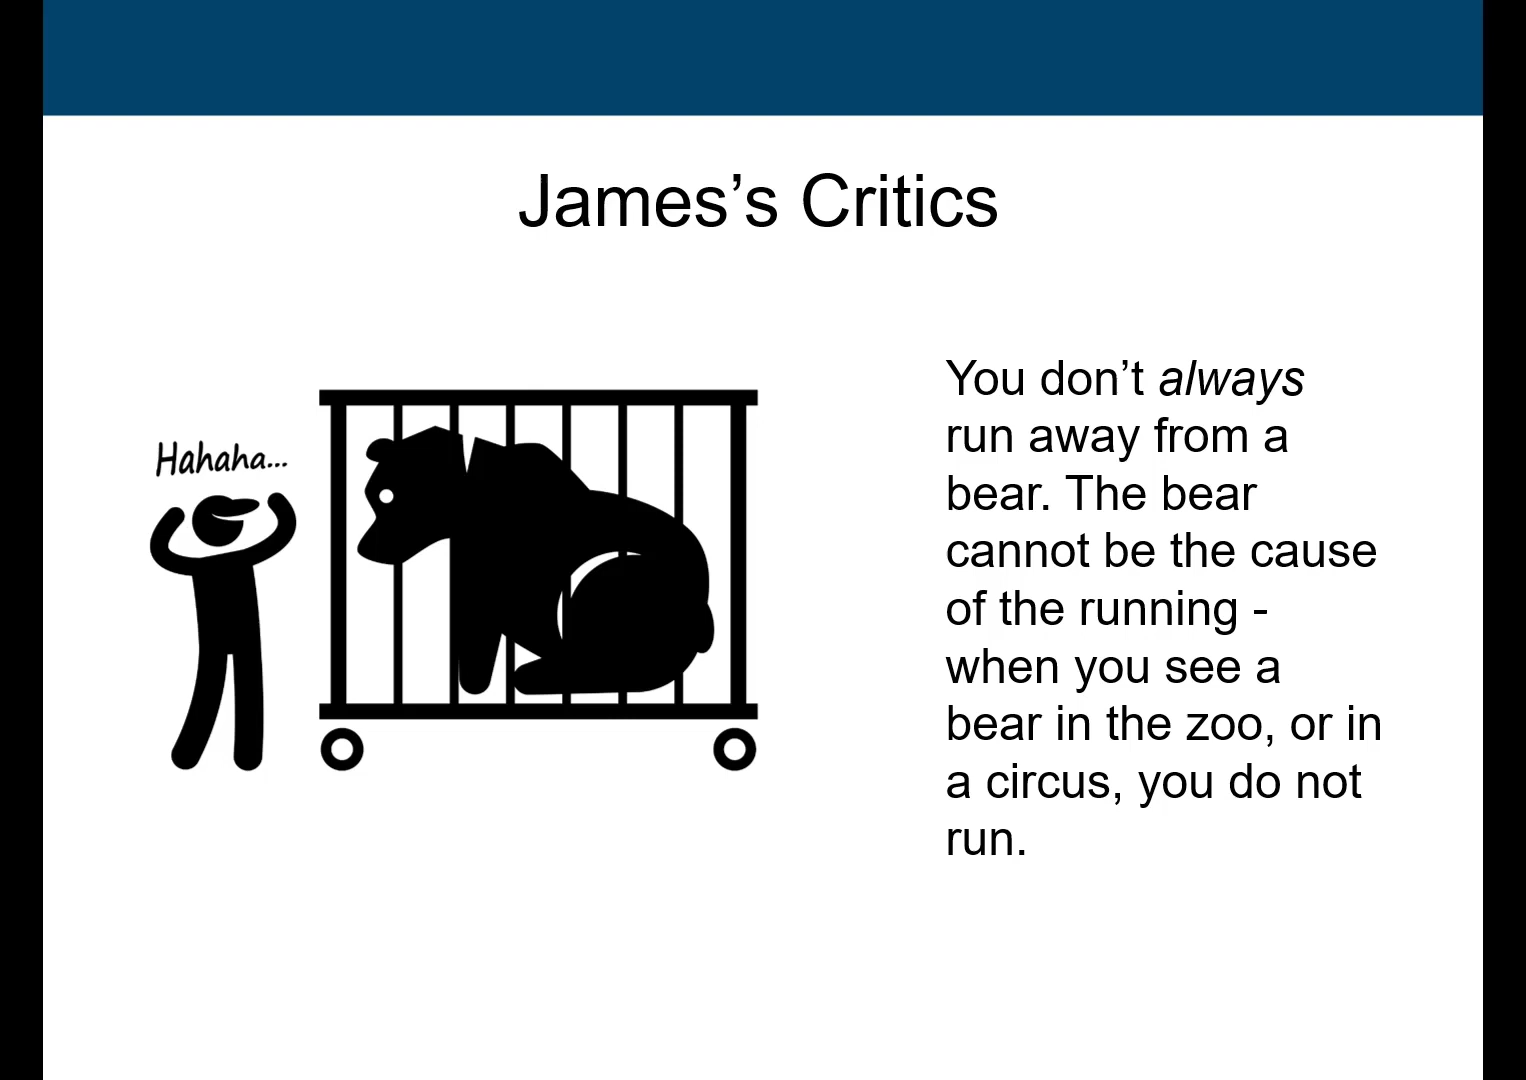 James’s Critics
Hahaha...
You don’t always
run away from a
bear. The bear
cannot be the cause
of the running -
when you see a
bear in the zoo, or in
a circus, you do not
run.